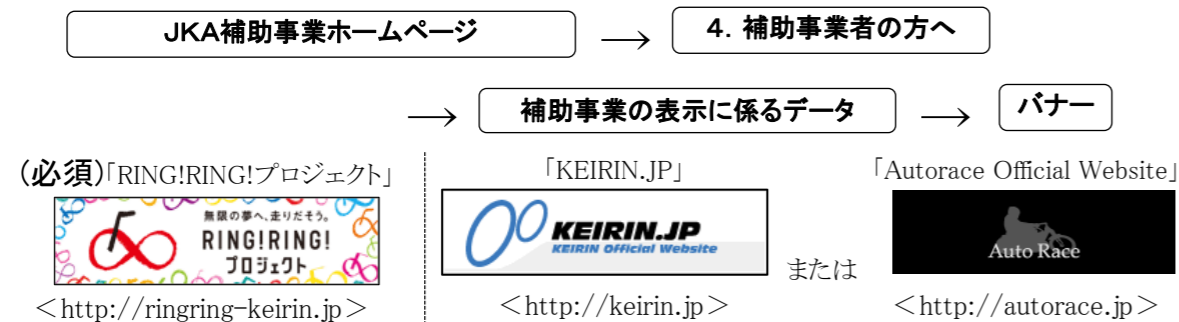 JKA補助事業ホームページ → 4. 補助事業者の方へ
→ 補助事業の表示に係るデータ → バナー
(必須)「RING!RING!プロジェクト」
無限の夢へ、走りだそう。
RING!RING!
プロジェクト
<http://ringring-keirin.jp>
「KEIRIN.JP」
KEIRIN.JP
KEIRIN Official Website
<http://keirin.jp>
または
「Autorace Official Website」
Auto Race
<http://autorace.jp>